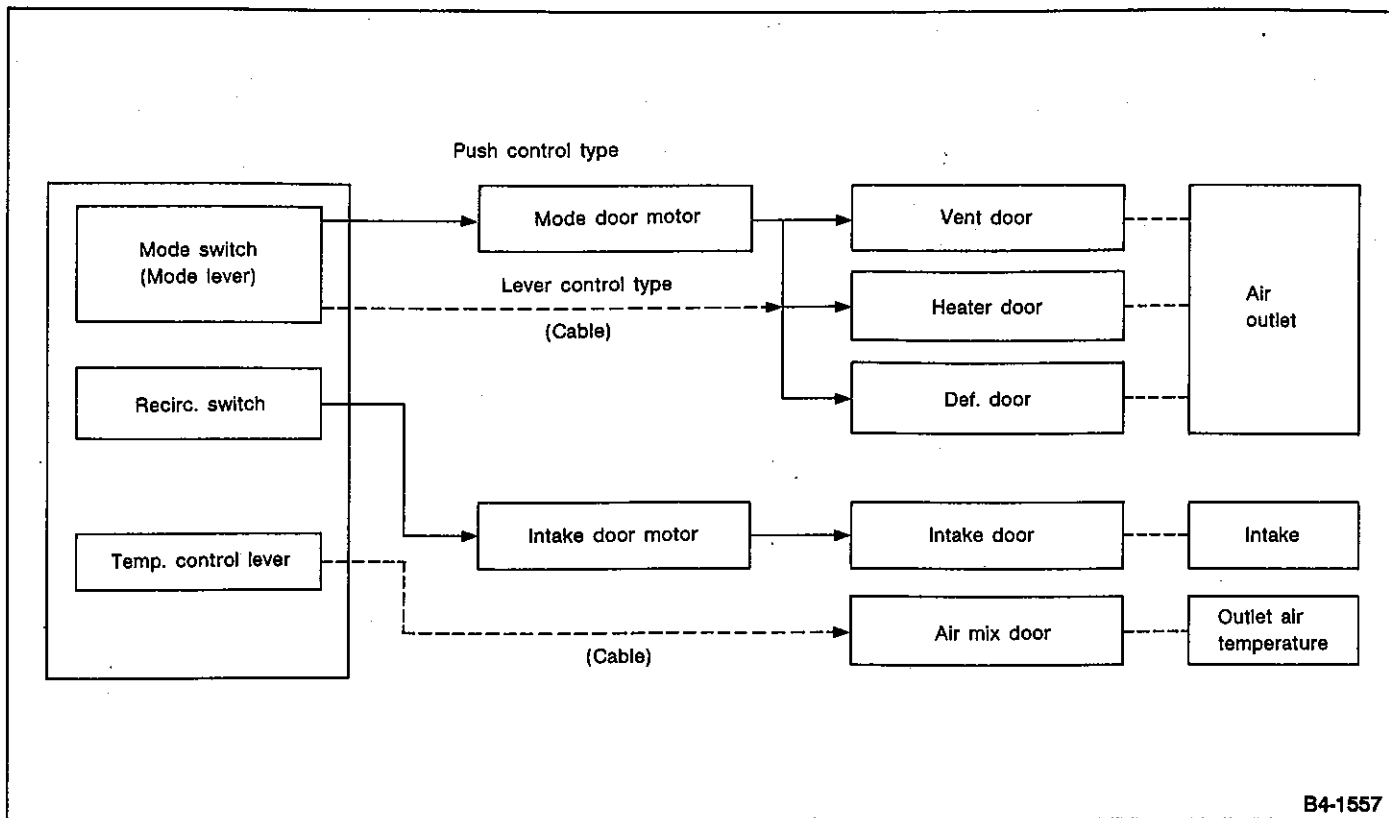 Push control type
Mode switch
(Mode lever)
Mode door motor
Vent door
Lever control type
(Cable)
Heater door
Air
outlet
Recirc. switch
Def. door
Intake door motor
Intake door
Intake
Temp. control lever
(Cable)
Air mix door
Outlet air
temperature
B4-1557